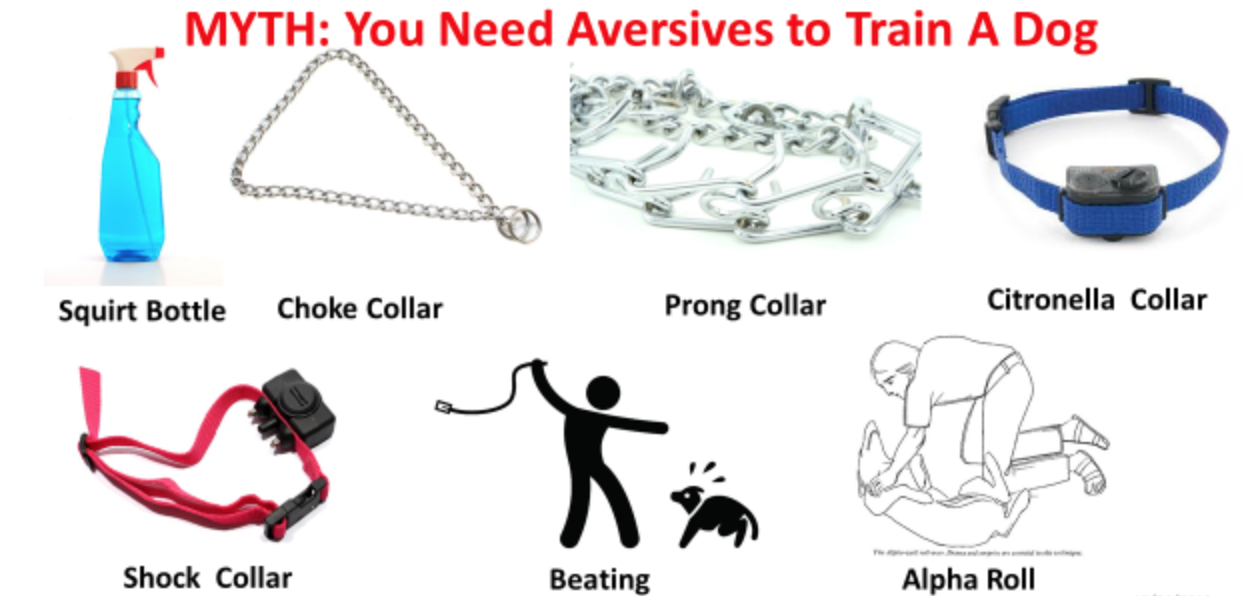 MYTH: You Need Aversives to Train A Dog
Squirt Bottle
Choke Collar
Prong Collar
Citronella Collar
Shock Collar
Beating
Alpha Roll